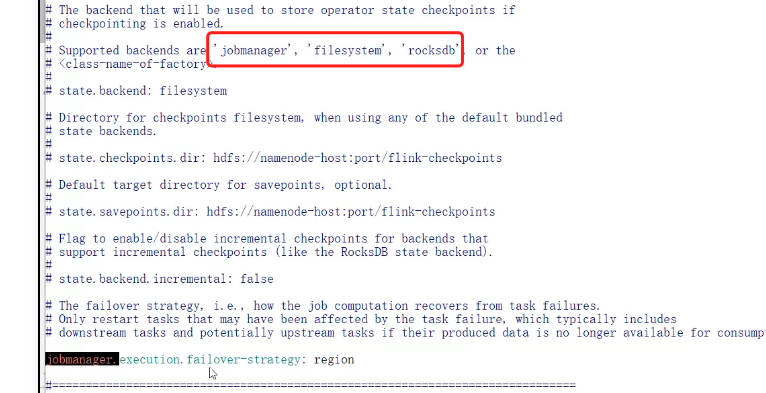 # The backend that will be used to store operator state checkpoints if
# checkpointing is enabled.
#
# Supported backends are 'jobmanager', 'filesystem', 'rocksdb', or the
# <class-name-of-factory>.
#
# state.backend: filesystem
# Directory for checkpoints filesystem, when using any of the default bundled
# state backends.
#
# state.checkpoints.dir: hdfs://namenode-host:port/flink-checkpoints
# Default target directory for savepoints, optional.
#
# state.savepoints.dir: hdfs://namenode-host:port/flink-checkpoints
# Flag to enable/disable incremental checkpoints for backends that
# support incremental checkpoints (like the RocksDB state backend).
#
# state.backend.incremental: false
# The failover strategy, i.e., how the job computation recovers from task failures.
# Only restart tasks that may have been affected by the task failure, which typically includes
# downstream tasks and potentially upstream tasks if their produced data is no longer available for consump
jobmanager.execution.failover-strategy: region
#==============================================================================